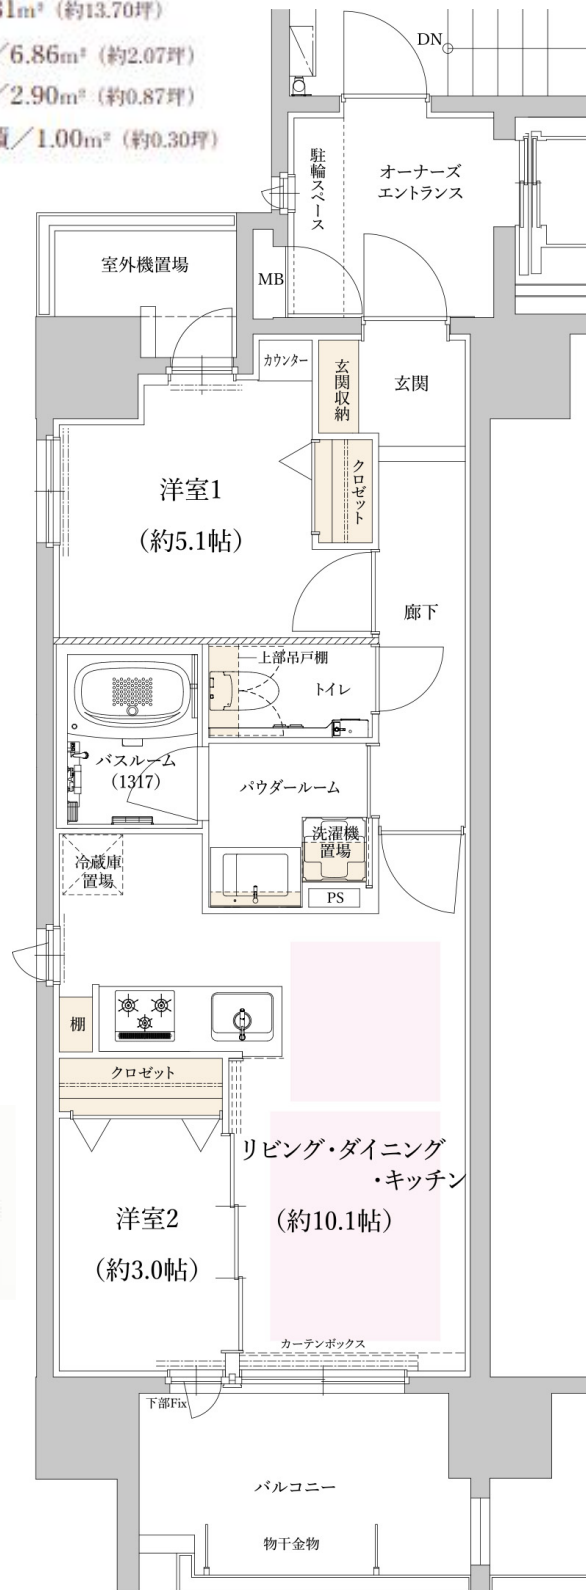 1m²（約13.70坪）
／6.86m²（約2.07坪）
／2.90m²（約0.87坪）
／1.00m²（約0.30坪）
DN
駐輪スペース
オーナーズ
エントランス
室外機置場
MB
カウンター
玄関収納
玄関
クロゼット
洋室1
（約5.1帖）
廊下
上部吊戸棚
トイレ
バスルーム
（1317）
パウダールーム
洗濯機
置場
冷蔵庫
置場
PS
棚
クロゼット
リビング・ダイニング
・キッチン
（約10.1帖）
洋室2
（約3.0帖）
カーテンボックス
下部Fix
バルコニー
物干金物